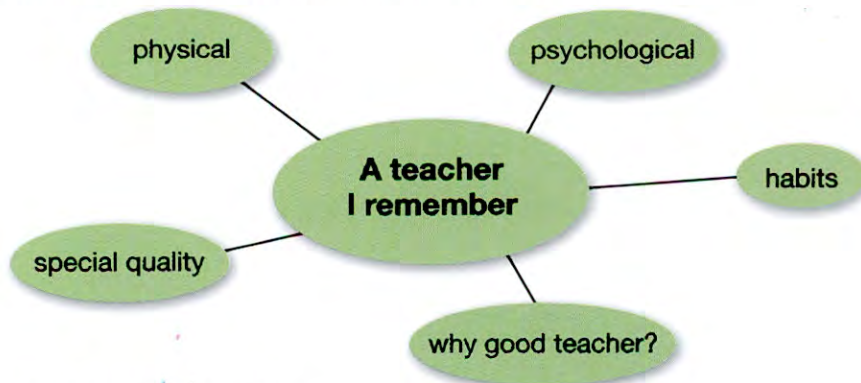 physical
psychological
A teacher
I remember
habits
special quality
why good teacher?